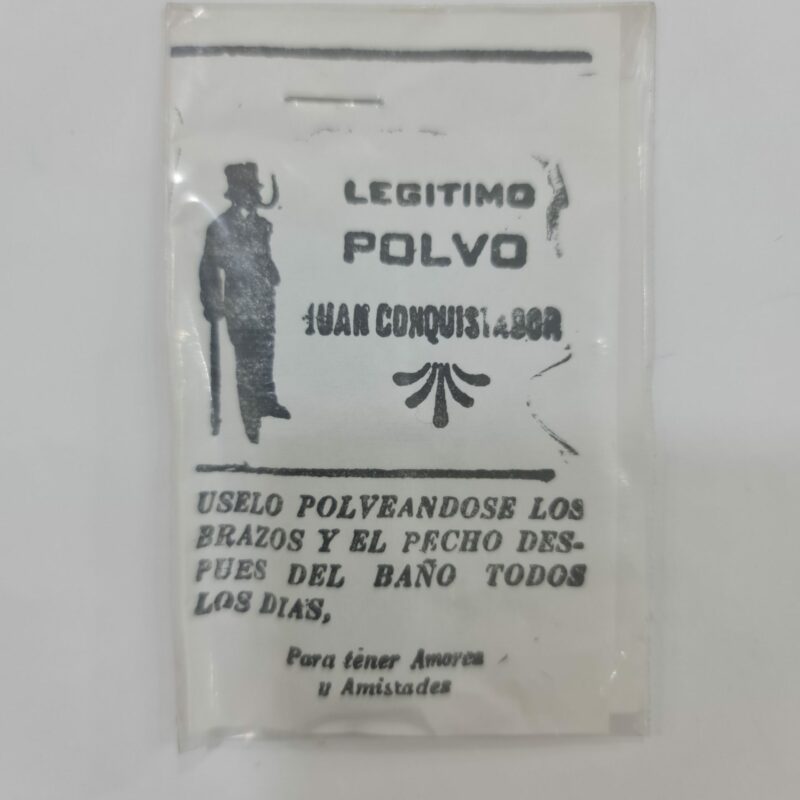 LEGITIMO
POLVO
JUAN CONQUISTADOR
USELO POLVEANDOSE LOS
BRAZOS Y EL PECHO DES-
PUES DEL BAÑO TODOS
LOS DIAS,
Para téner Amores
y Amistades